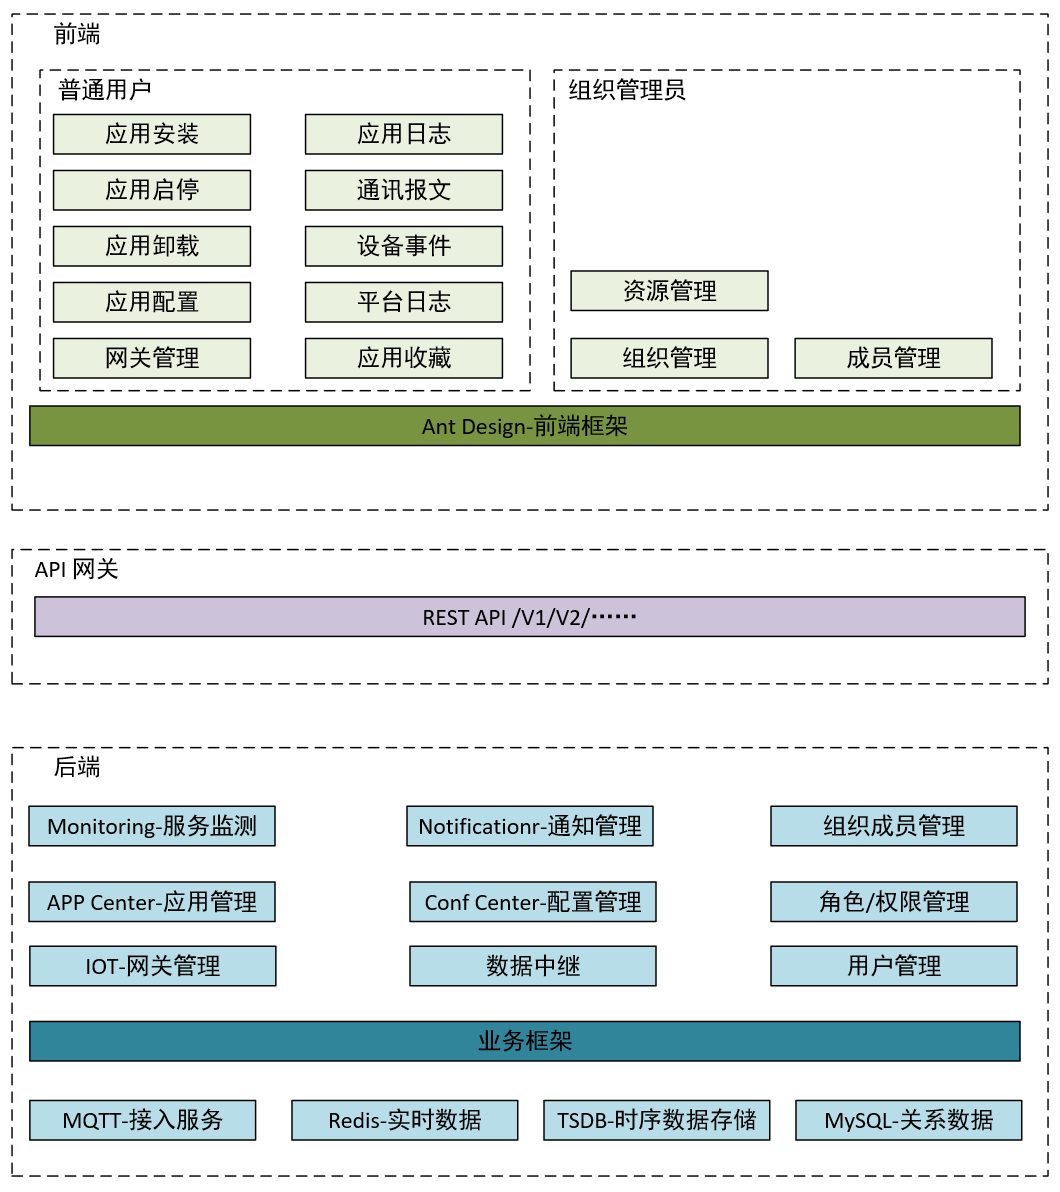 前端
普通用户
组织管理员
应用安装
应用日志
应用启停
通讯报文
应用卸载
设备事件
应用配置
平台日志
资源管理
网关管理
应用收藏
组织管理
成员管理
Ant Design-前端框架
API 网关
REST API /V1/V2/……
后端
Monitoring-服务监测
Notificationr-通知管理
组织成员管理
APP Center-应用管理
Conf Center-配置管理
角色/权限管理
IOT-网关管理
数据中继
用户管理
业务框架
MQTT-接入服务
Redis-实时数据
TSDB-时序数据存储
MySQL-关系数据